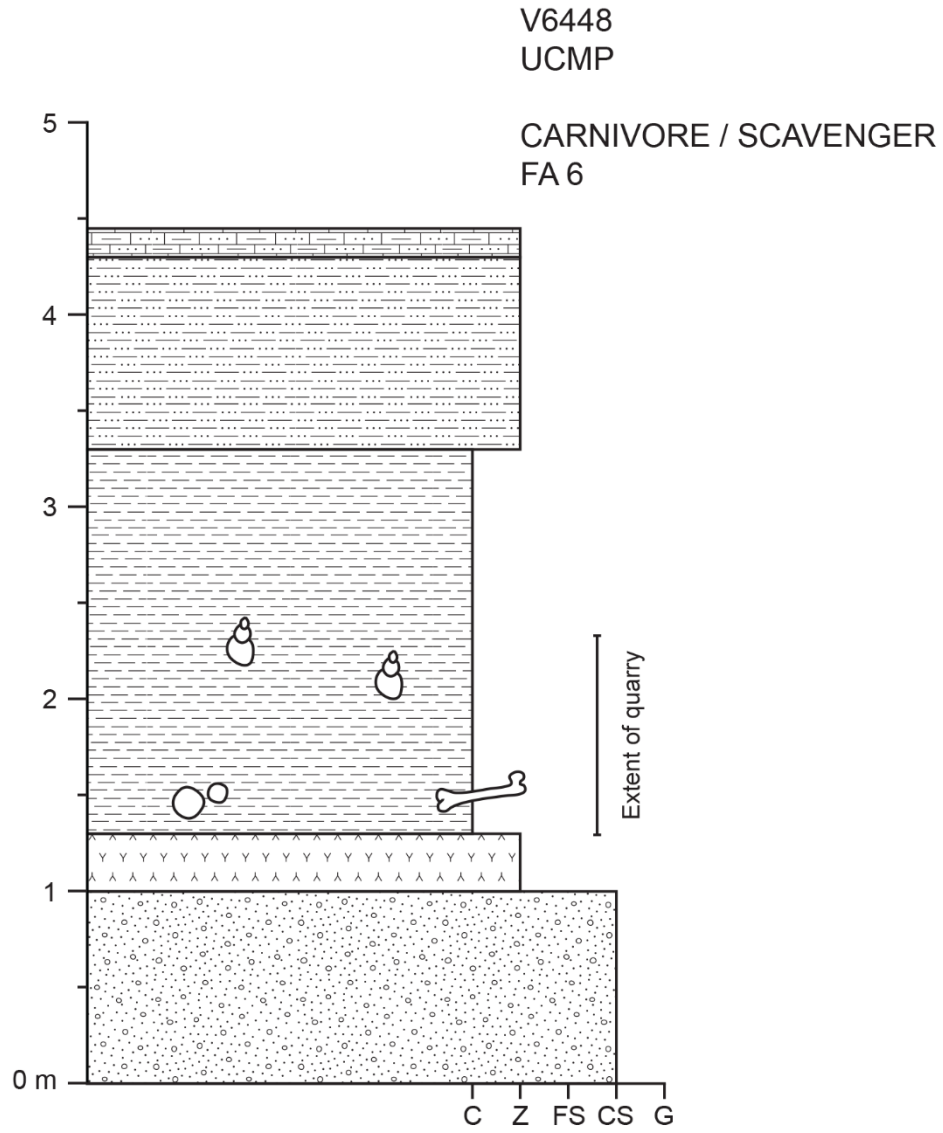 V6448
UCMP
CARNIVORE / SCAVENGER
FA 6
5
4
3
2
Extent of quarry
1
0 m
C Z FS CS G